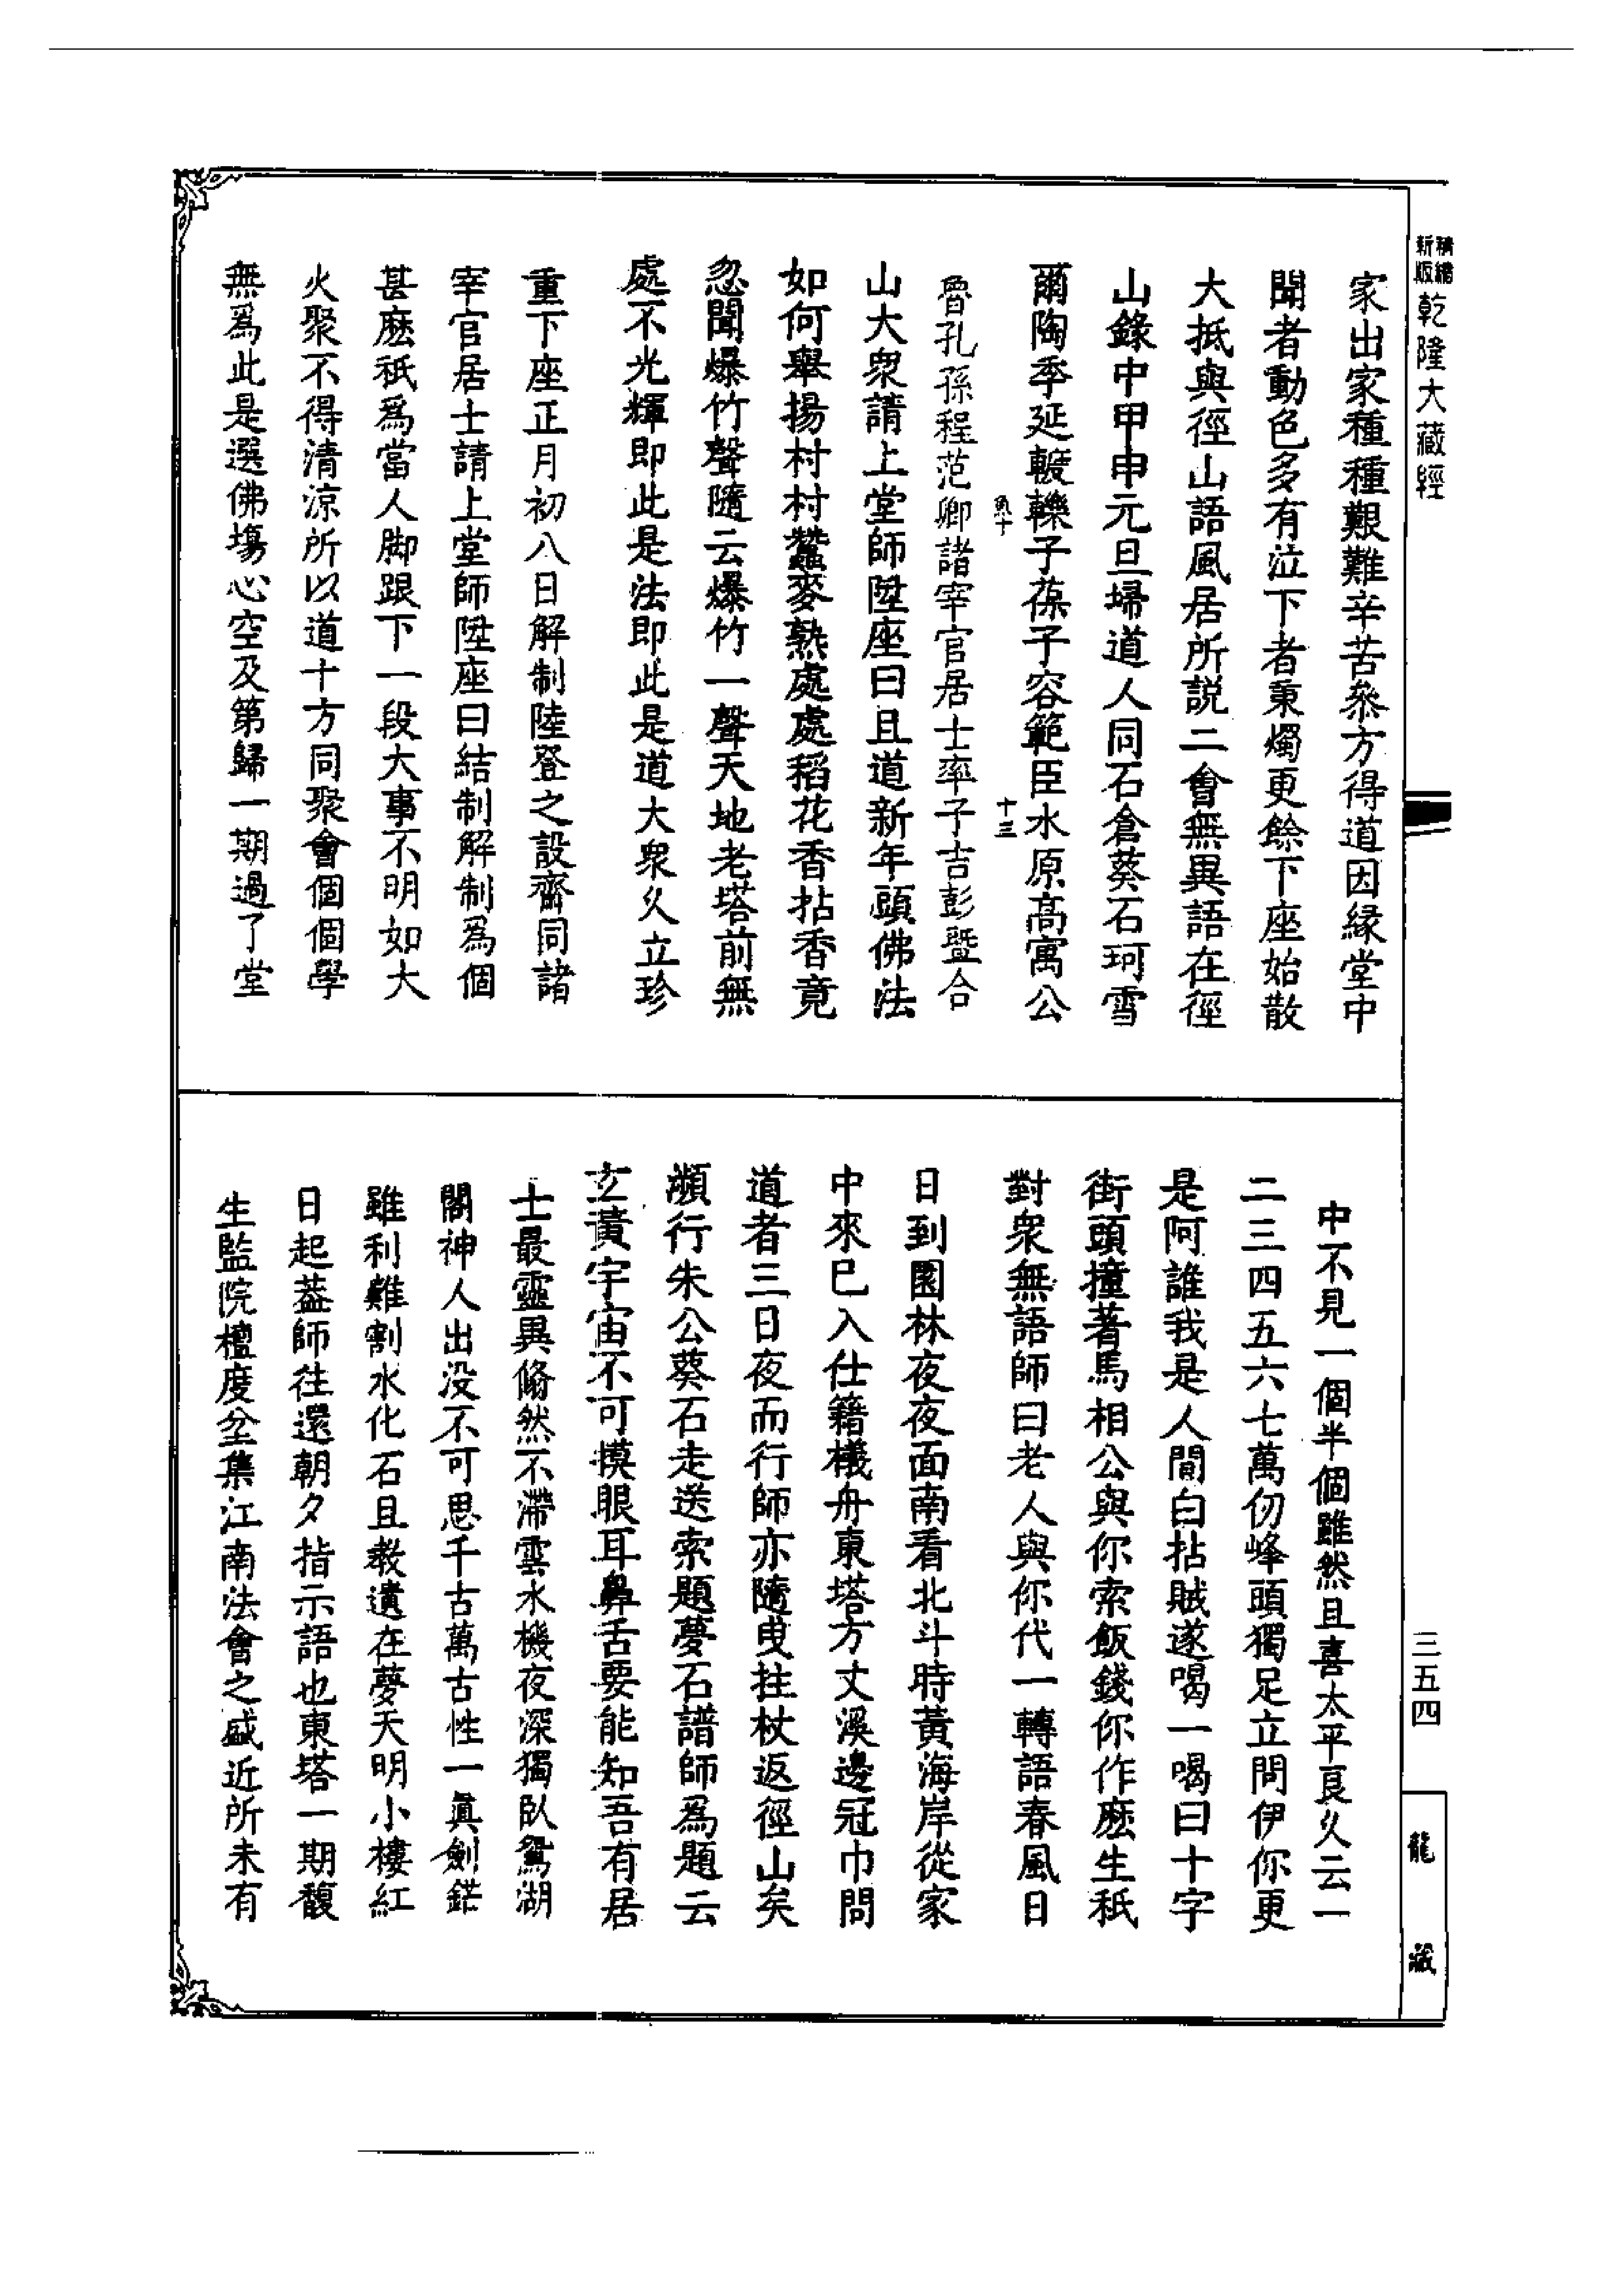 精繡
新版
乾隆大藏經
家出家種種艱難辛苦叅方得道因緣堂中
聞者動色多有泣下者秉燭更餘下座始散
大抵與徑山語風居所説二會無異語在徑
山錄中甲申元旦埽道人同石倉葵石珂雪
爾陶季延轅轢子葆子容範臣水原高寓公
魯孔孫程范卿諸宰官居士率子吉彭暨合
山大衆請上堂師陞座曰且道新年頭佛法
如何舉揚村村蠶麥熟處處稻花香拈香竟
忽聞爆竹聲隨云爆竹一聲天地老塔前無
處不光輝即此是法即此是道大衆久立珍
重下座正月初八日解制陸登之設齋同諸
宰官居士請上堂師陞座曰結制解制爲個
甚麽秖爲當人脚跟下一段大事不明如大
火聚不得清涼所以道十方同聚會個個學
無爲此是選佛塲心空及第歸一期過了堂
十三
中不見一個半個雖然且喜太平良久云一
二三四五六七萬仞峰頭獨足立問伊你更
是阿誰我是人間白拈賊遂喝一喝曰十字
街頭撞著馬相公與你索飯錢你作麽生秖
對衆無語師曰老人與你代一轉語春風日
日到園林夜夜面南看北斗時黃海岸從家
中來巳入仕籍檥舟東塔方丈溪邊冠巾問
道者三日夜而行師亦隨曳拄杖返徑山矣
瀕行朱公葵石走送索題夢石譜師爲題云
玄黃宇宙不可摸眼耳鼻舌要能知吾有居
士最靈異翛然不滯雲水機夜深獨臥鴛湖
閣神人出没不可思千古萬古性一眞劍鋩
雖利難割水化石且教遺在夢天明小樓紅
日起葢師往還朝夕指示語也東塔一期馥
生監院檀度坌集江南法會之盛近所未有
三五四
龍藏